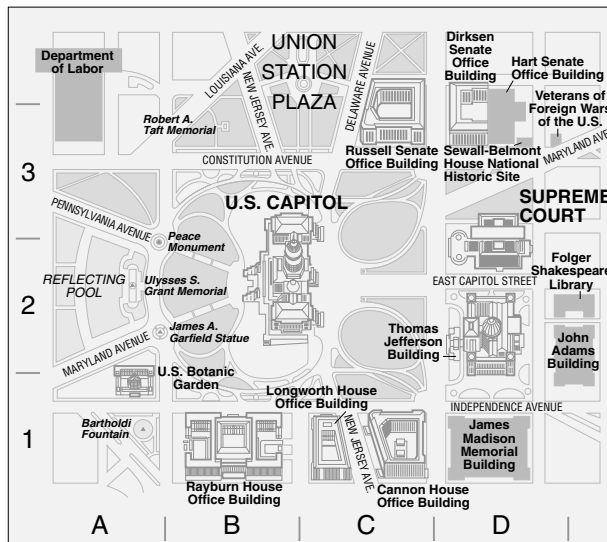 Department
of Labor
LOUISIANA AVE.
UNION
STATION
PLAZA
NEW JERSEY AVE.
DELAWARE AVENUE
Dirksen
Senate
Office
Building
Hart Senate
Office Building
Robert A.
Taft Memorial
Veterans of
Foreign Wars
of the U.S.
CONSTITUTION AVENUE
Russell Senate
Office Building
Sewall-Belmont
House National
Historic Site
MARYLAND AVENUE
3
PENNSYLVANIA AVENUE
U.S. CAPITOL
SUPREME
COURT
Peace
Monument
REFLECTING
POOL
Ulysses S.
Grant Memorial
EAST CAPITOL STREET
Folger
Shakespeare
Library
2
James A.
Garfield Statue
MARYLAND AVENUE
Thomas
Jefferson
Building
John
Adams
Building
U.S. Botanic
Garden
Longworth House
Office Building
INDEPENDENCE AVENUE
1
Bartholdi
Fountain
NEW JERSEY AVE.
James
Madison
Memorial
Building
Rayburn House
Office Building
Cannon House
Office Building
A
B
C
D